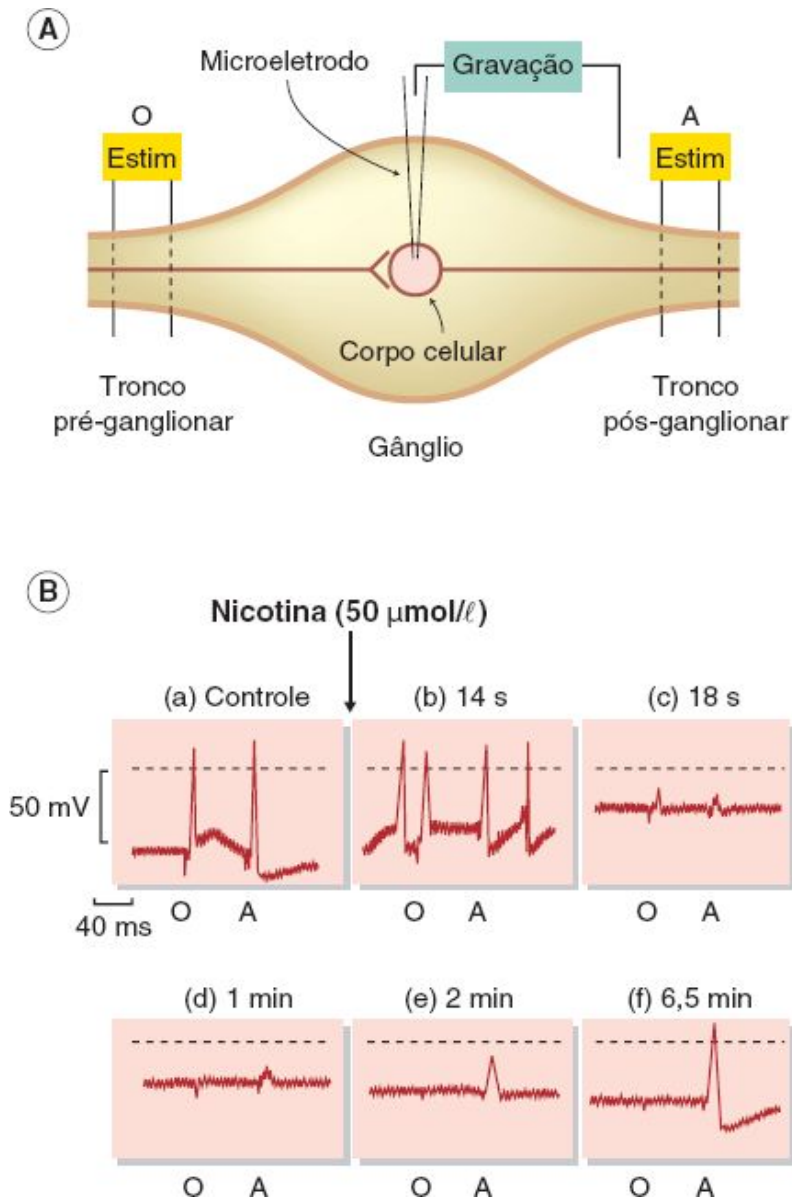 A
Microeletrodo
Gravação
O
A
Estim
Estim
Corpo celular
Tronco
pré-ganglionar
Tronco
pós-ganglionar
Gânglio
B
Nicotina (50 μmol/ℓ)
(a) Controle
(b) 14 s
(c) 18 s
50 mV
40 ms
O A
O A
O A
(d) 1 min
(e) 2 min
(f) 6,5 min
O A
O A
O A